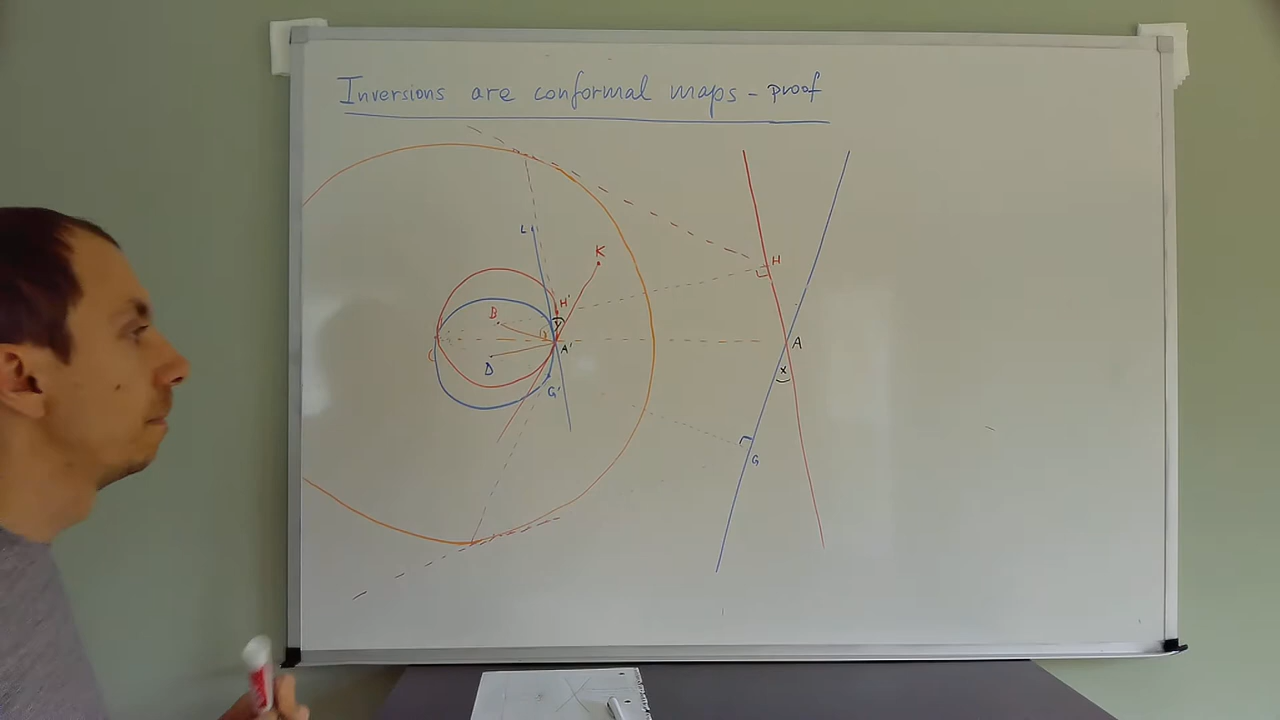 Inversions are conformal maps - proof
L
K
H
H'
B
y
A'
A
C
D
x
G'
G